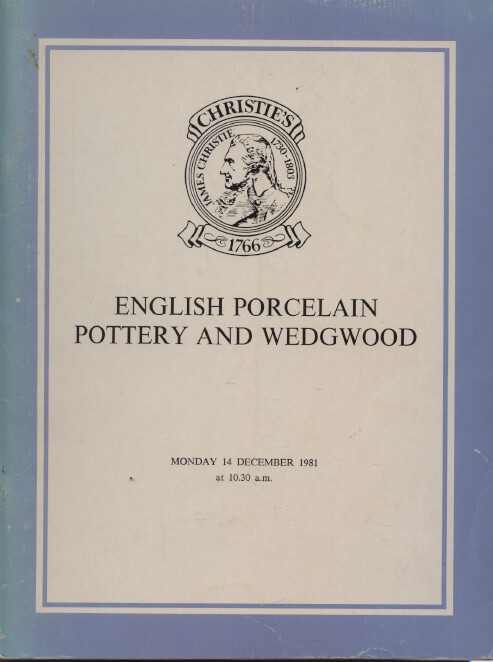 CHRISTIE'S
JAMES CHRISTIE 1730-1803
1766
ENGLISH PORCELAIN
POTTERY AND WEDGWOOD
MONDAY 14 DECEMBER 1981
at 10.30 a.m.